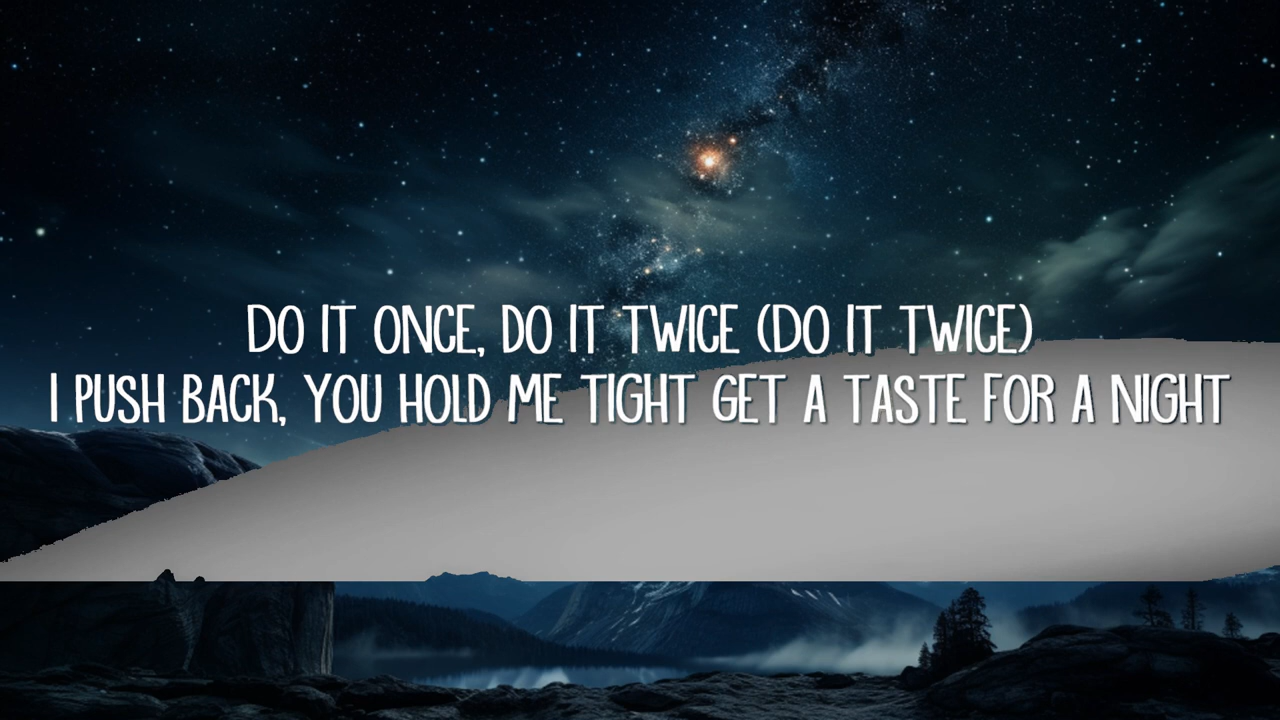 DO IT ONCE, DO IT TWICE (DO IT TWICE)
I PUSH BACK, YOU HOLD ME TIGHT GET A TASTE FOR A NIGHT